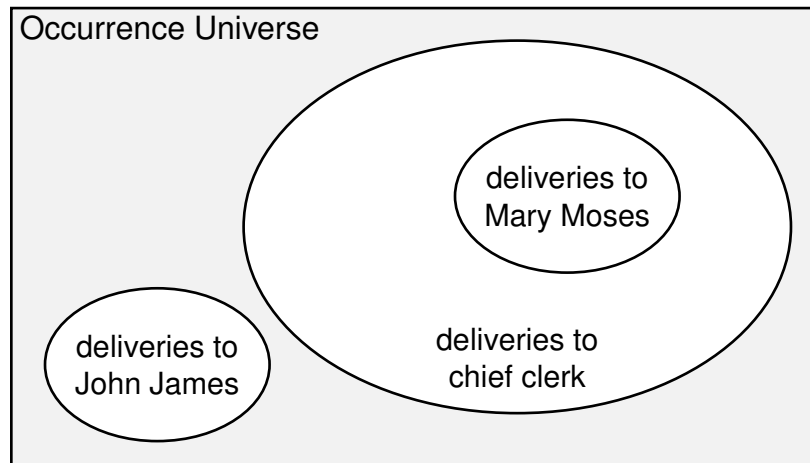 Occurrence Universe
deliveries to
Mary Moses
deliveries to
chief clerk
deliveries to
John James